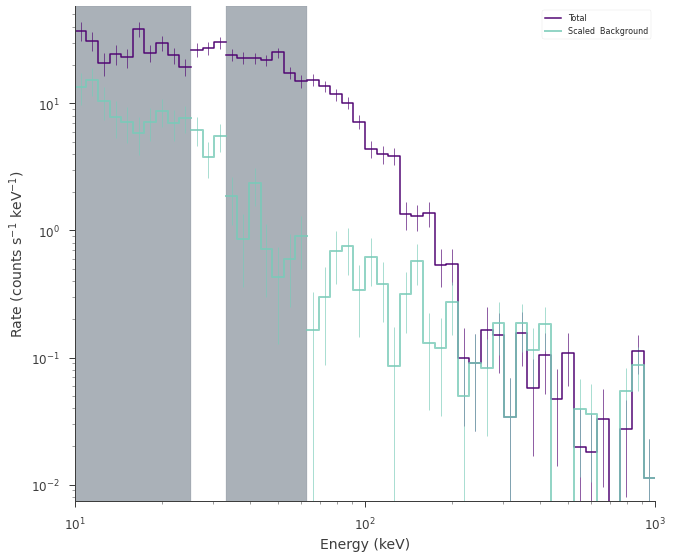 Total
Scaled Background
Rate (counts s⁻¹ keV⁻¹)
10¹
10⁰
10⁻¹
10⁻²
10¹ 10² 10³
Energy (keV)